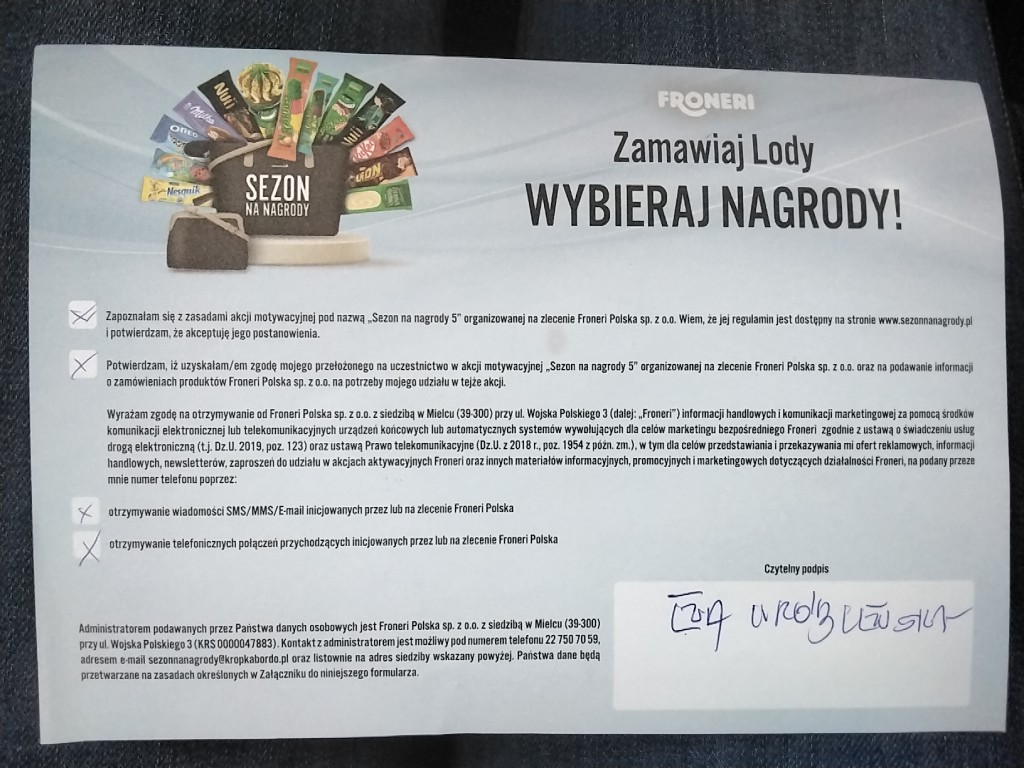 Nuii
Milka
OREO
Nesquik
Nuii
KitKat
LION
SEZON
NA NAGRODY
FRONERI
Zamawiaj Lody
WYBIERAJ NAGRODY!
Zapoznałam się z zasadami akcji motywacyjnej pod nazwą „Sezon na nagrody 5" organizowanej na zlecenie Froneri Polska sp. z o.o. Wiem, że jej regulamin jest dostępny na stronie www.sezonnanagrody.pl
i potwierdzam, że akceptuję jego postanowienia.
Potwierdzam, iż uzyskałam/em zgodę mojego przełożonego na uczestnictwo w akcji motywacyjnej „Sezon na nagrody 5" organizowanej na zlecenie Froneri Polska sp. z o.o. oraz na podawanie informacji
o zamówieniach produktów Froneri Polska sp. z o.o. na potrzeby mojego udziału w tejże akcji.
Wyrażam zgodę na otrzymywanie od Froneri Polska sp. z o.o. z siedzibą w Mielcu (39-300) przy ul. Wojska Polskiego 3 (dalej: „Froneri") informacji handlowych i komunikacji marketingowej za pomocą środków
komunikacji elektronicznej lub telekomunikacyjnych urządzeń końcowych lub automatycznych systemów wywołujących dla celów marketingu bezpośredniego Froneri zgodnie z ustawą o świadczeniu usług
drogą elektroniczną (t.j. Dz.U. 2019, poz. 123) oraz ustawą Prawo telekomunikacyjne (Dz.U. z 2018 r., poz. 1954 z późn. zm.), w tym dla celów przedstawiania i przekazywania mi ofert reklamowych, informacji
handlowych, newsletterów, zaproszeń do udziału w akcjach aktywacyjnych Froneri oraz innych materiałów informacyjnych, promocyjnych i marketingowych dotyczących działalności Froneri, na podany przeze
mnie numer telefonu poprzez:
otrzymywanie wiadomości SMS/MMS/E-mail inicjowanych przez lub na zlecenie Froneri Polska
otrzymywanie telefonicznych połączeń przychodzących inicjowanych przez lub na zlecenie Froneri Polska
Czytelny podpis
Ewa Wróblewska
Administratorem podawanych przez Państwa danych osobowych jest Froneri Polska sp. z o.o. z siedzibą w Mielcu (39-300)
przy ul. Wojska Polskiego 3 (KRS 0000047883). Kontakt z administratorem jest możliwy pod numerem telefonu 22 750 70 59,
adresem e-mail sezonnanagrody@kropkabordo.pl oraz listownie na adres siedziby wskazany powyżej. Państwa dane będą
przetwarzane na zasadach określonych w Załączniku do niniejszego formularza.